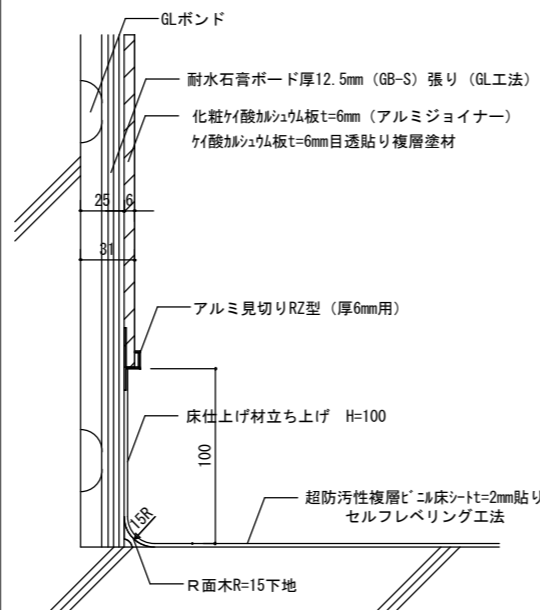 GLボンド
耐水石膏ボード厚12.5mm（GB-S）張り（GL工法）
化粧ｹｲ酸ｶﾙｼｭｳﾑ板t=6mm（アルミジョイナー）
ｹｲ酸ｶﾙｼｭｳﾑ板t=6mm目透貼り複層塗材
25
6
31
アルミ見切りRZ型（厚6mm用）
床仕上げ材立ち上げ　H=100
100
超防汚性複層ﾋﾞﾆﾙ床ｼｰﾄt=2mm貼り
セルフレベリング工法
15R
Ｒ面木R=15下地